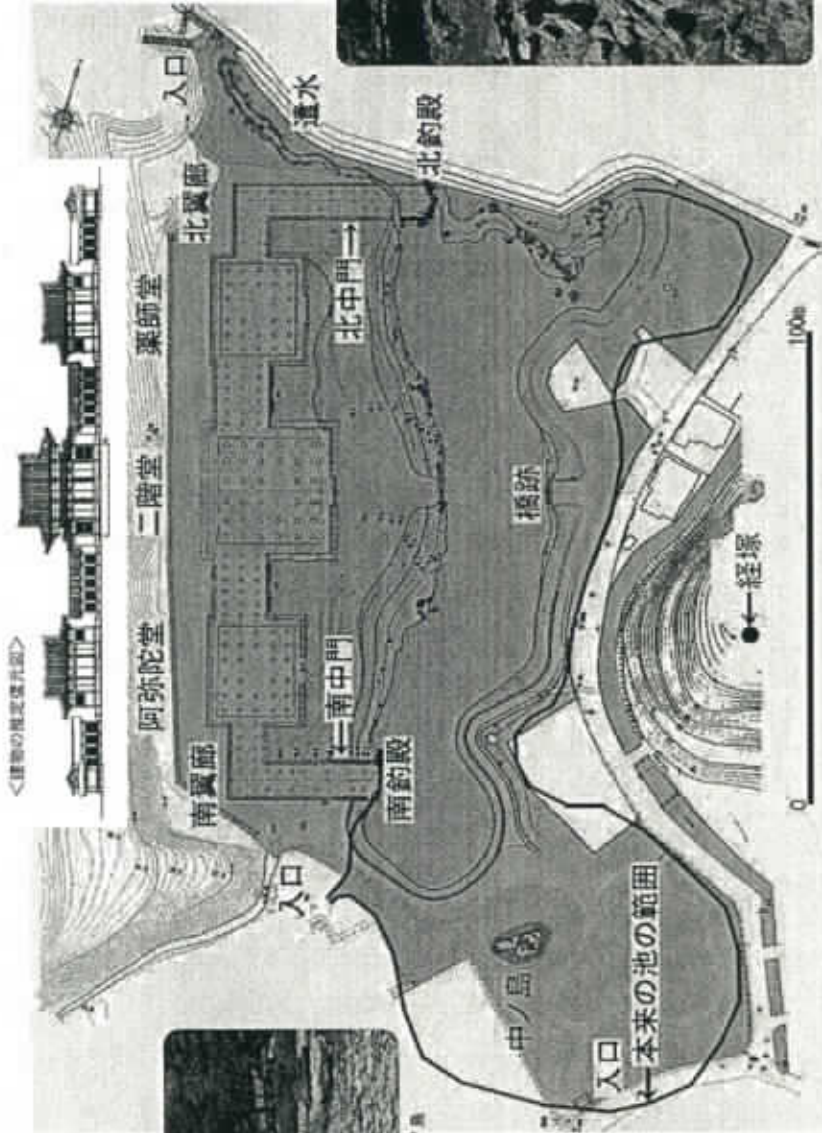 <建物の推定復元図>
阿弥陀堂
二階堂
薬師堂
入口
南翼廊
北翼廊
遣水
←南中門
北中門→
南釣殿
北釣殿
入口
橋跡
中ノ島
入口
←本来の池の範囲
←経塚
0
100m
島